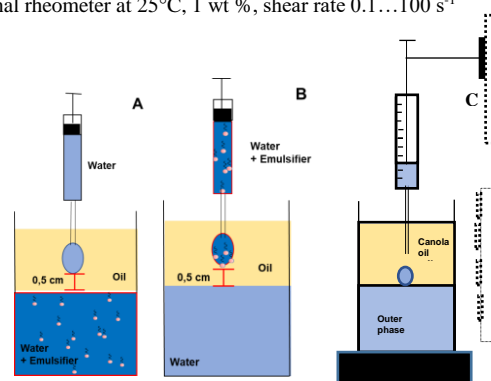 nal rheometer at 25°C, 1 wt %, shear rate 0.1…100 s⁻¹
A
Water
Oil
0,5 cm
Water
+ Emulsifier
B
Water
+ Emulsifier
Oil
0,5 cm
Water
C
Canola
oil
Outer
phase